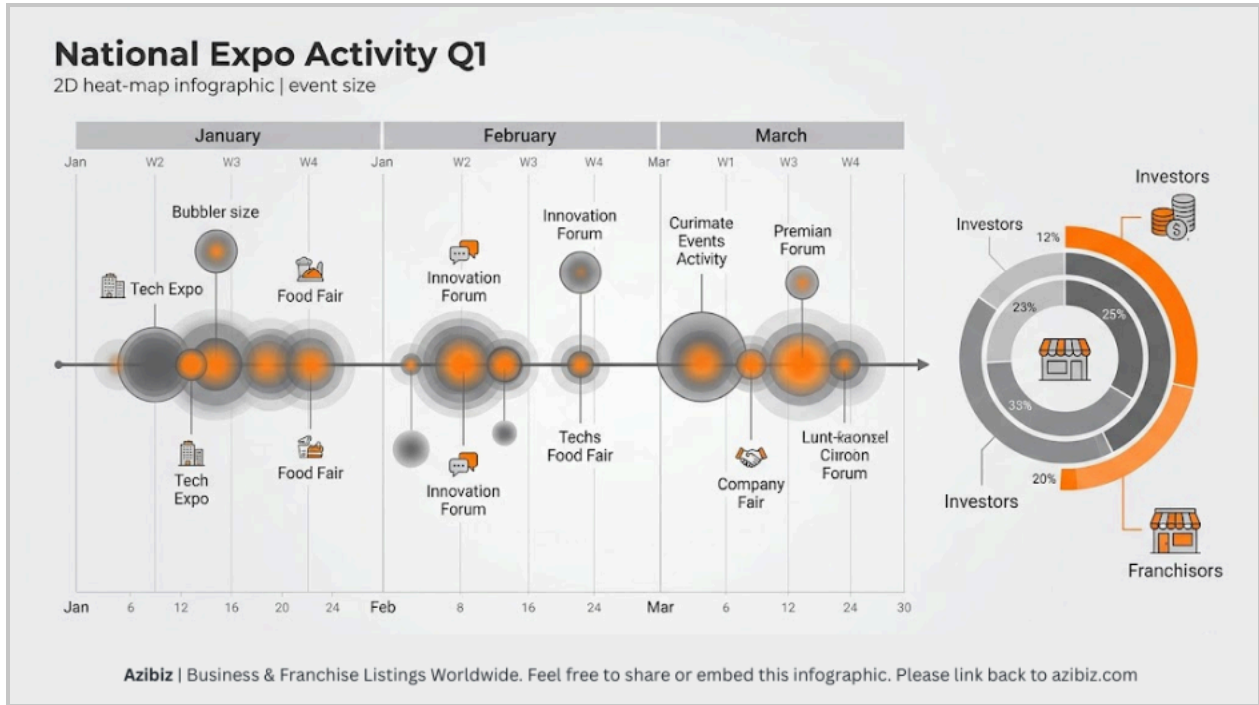 National Expo Activity Q1
2D heat-map infographic | event size
January
February
March
Jan W2 W3 W4 Jan W2 W3 W4 Mar W1 W3 W4
Bubbler size
Tech Expo
Food Fair
Innovation
Forum
Innovation
Forum
Curimate
Events
Activity
Premian
Forum
Tech
Expo
Food Fair
Innovation
Forum
Techs
Food Fair
Company
Fair
Forum
Jan 6 12 16 20 24 Feb 8 16 24 Mar 6 12 24 30
Investors
Investors
12%
23%
25%
$
33%
20%
Investors
Franchisors
Azibiz | Business & Franchise Listings Worldwide. Feel free to share or embed this infographic. Please link back to azibiz.com